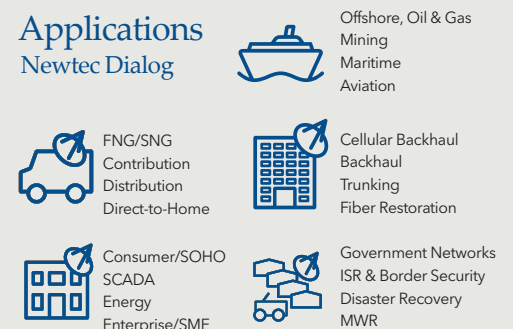 Applications
Newtec Dialog
Offshore, Oil & Gas
Mining
Maritime
Aviation
FNG/SNG
Contribution
Distribution
Direct-to-Home
Cellular Backhaul
Backhaul
Trunking
Fiber Restoration
Consumer/SOHO
SCADA
Energy
Enterprise/SME
Government Networks
ISR & Border Security
Disaster Recovery
MWR